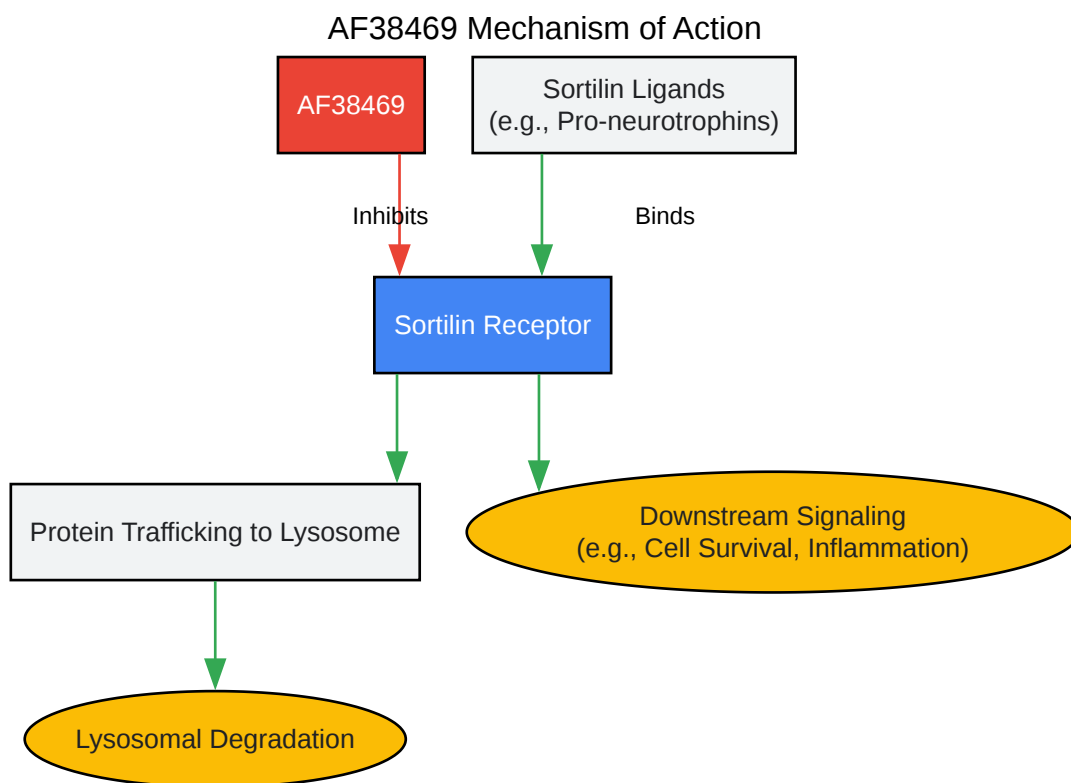 AF38469 Mechanism of Action
AF38469
Sortilin Ligands
(e.g., Pro-neurotrophins)
Inhibits
Binds
Sortilin Receptor
Protein Trafficking to Lysosome
Downstream Signaling
(e.g., Cell Survival, Inflammation)
Lysosomal Degradation